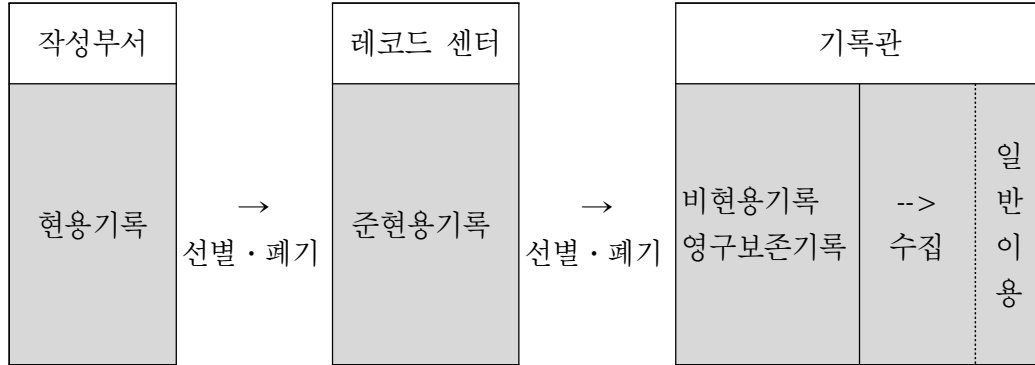 작성부서
현용기록
→
선별・폐기
레코드 센터
준현용기록
→
선별・폐기
기록관
비현용기록
영구보존기록
-->
수집
일
반
이
용